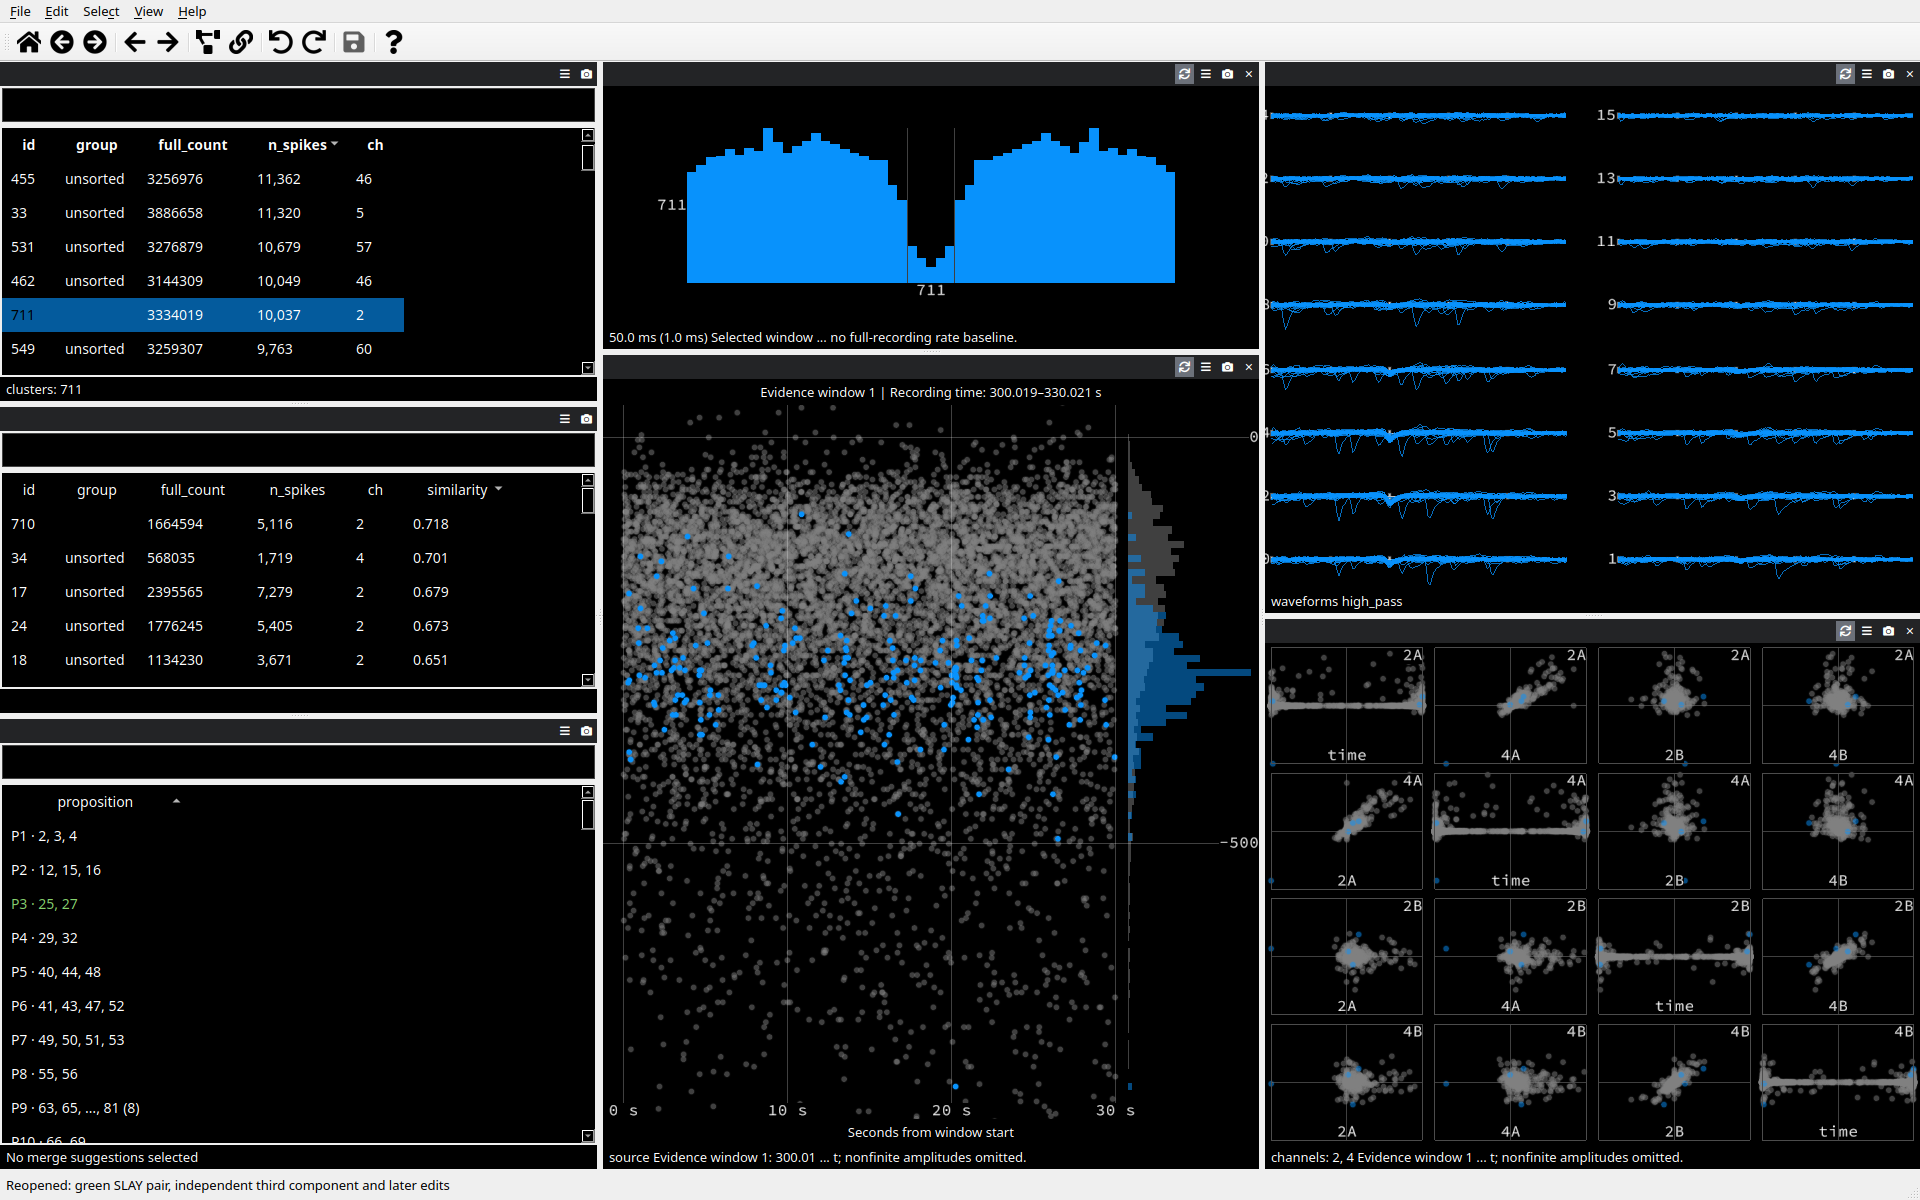 File Edit Select View Help
id group full_count n_spikes ch
455 unsorted 3256976 11,362 46
33 unsorted 3886658 11,320 5
531 unsorted 3276879 10,679 57
462 unsorted 3144309 10,049 46
711 3334019 10,037 2
549 unsorted 3259307 9,763 60
clusters: 711
id group full_count n_spikes ch similarity
710 1664594 5,116 2 0.718
34 unsorted 568035 1,719 4 0.701
17 unsorted 2395565 7,279 2 0.679
24 unsorted 1776245 5,405 2 0.673
18 unsorted 1134230 3,671 2 0.651
proposition
P1 · 2, 3, 4
P2 · 12, 15, 16
P3 · 25, 27
P4 · 29, 32
P5 · 40, 44, 48
P6 · 41, 43, 47, 52
P7 · 49, 50, 51, 53
P8 · 55, 56
P9 · 63, 65, ..., 81 (8)
P10 · 66, 69
No merge suggestions selected
711
711
50.0 ms (1.0 ms) Selected window ... no full-recording rate baseline.
Evidence window 1 | Recording time: 300.019–330.021 s
0
-500
0 s 10 s 20 s 30 s
Seconds from window start
source Evidence window 1: 300.01 ... t; nonfinite amplitudes omitted.
15
13
11
9
7
5
3
1
waveforms high_pass
2A 2A 2A 2A
time 4A 2B 4B
4A 4A 4A 4A
2A time 2B 4B
2B 2B 2B 2B
2A 4A time 4B
4B 4B 4B 4B
2A 4A 2B time
channels: 2, 4 Evidence window 1 ... t; nonfinite amplitudes omitted.
Reopened: green SLAY pair, independent third component and later edits